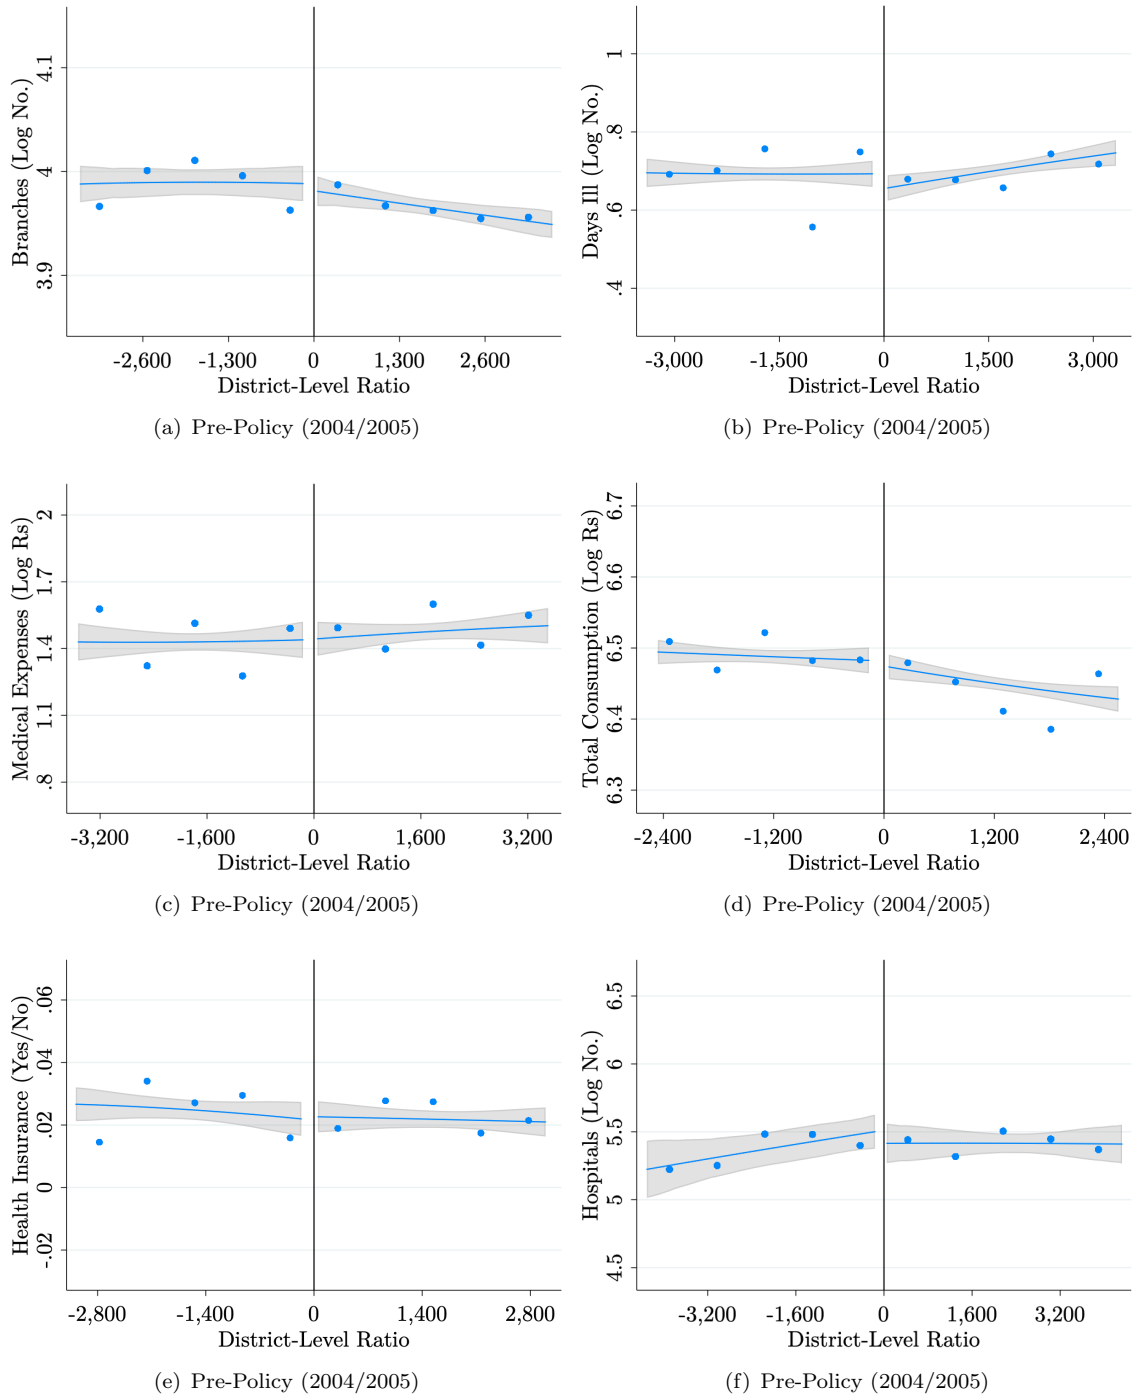 Branches (Log No.)
4.1
4
3.9
-2,600 -1,300 0 1,300 2,600
District-Level Ratio
(a) Pre-Policy (2004/2005)
Days Ill (Log No.)
1
.8
.6
.4
-3,000 -1,500 0 1,500 3,000
District-Level Ratio
(b) Pre-Policy (2004/2005)
Medical Expenses (Log Rs)
2
1.7
1.4
1.1
.8
-3,200 -1,600 0 1,600 3,200
District-Level Ratio
(c) Pre-Policy (2004/2005)
Total Consumption (Log Rs)
6.7
6.6
6.5
6.4
6.3
-2,400 -1,200 0 1,200 2,400
District-Level Ratio
(d) Pre-Policy (2004/2005)
Health Insurance (Yes/No)
.06
.04
.02
0
-.02
-2,800 -1,400 0 1,400 2,800
District-Level Ratio
(e) Pre-Policy (2004/2005)
Hospitals (Log No.)
6.5
6
5.5
5
4.5
-3,200 -1,600 0 1,600 3,200
District-Level Ratio
(f) Pre-Policy (2004/2005)